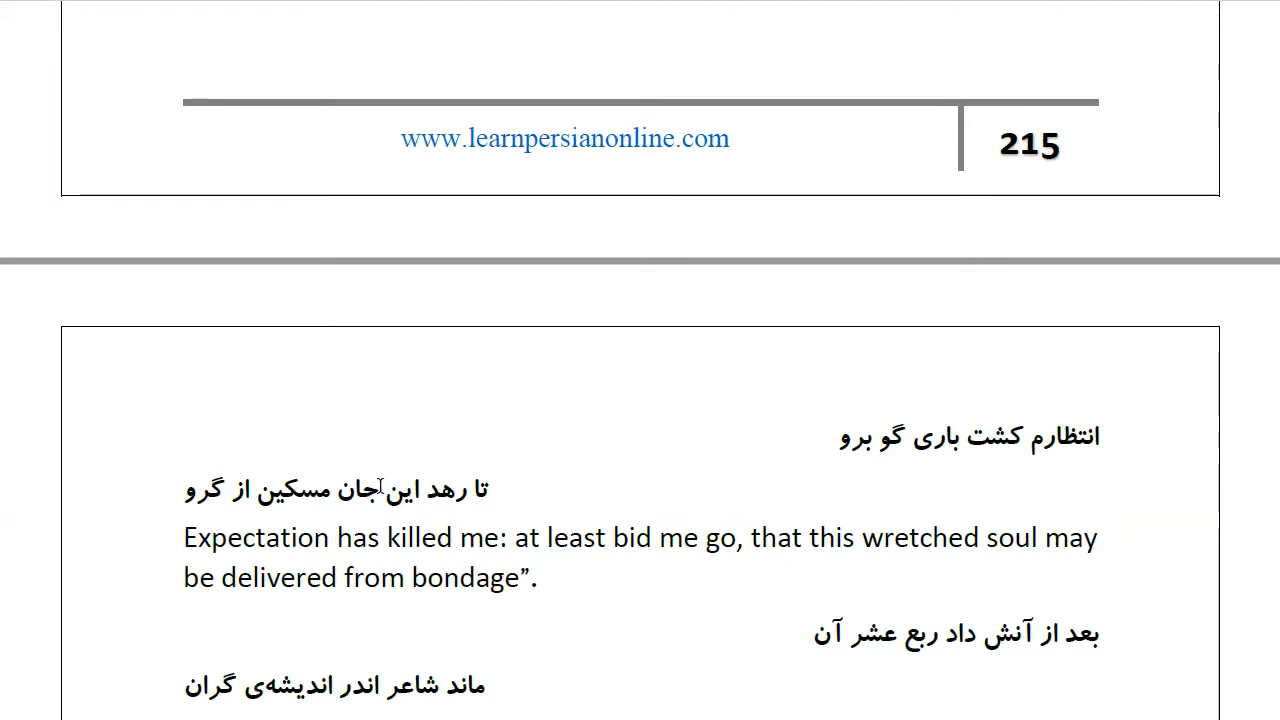 www.learnpersianonline.com
215
انتظارم کشت باری گو برو
تا رهد این جان مسکین از گرو
Expectation has killed me: at least bid me go, that this wretched soul may
be delivered from bondage”.
بعد از آنش داد ربع عشر آن
ماند شاعر اندر اندیشه‌ی گران